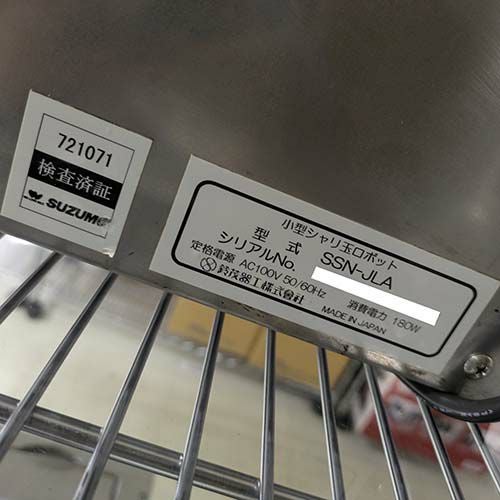 721071
検査済証
SUZUMO
小型シャリ玉ロボット
型 式 SSN-JLA
シリアルNo.
定格電源 AC100V 50/60Hz 消費電力 180W
鈴茂器工株式會社 MADE IN JAPAN